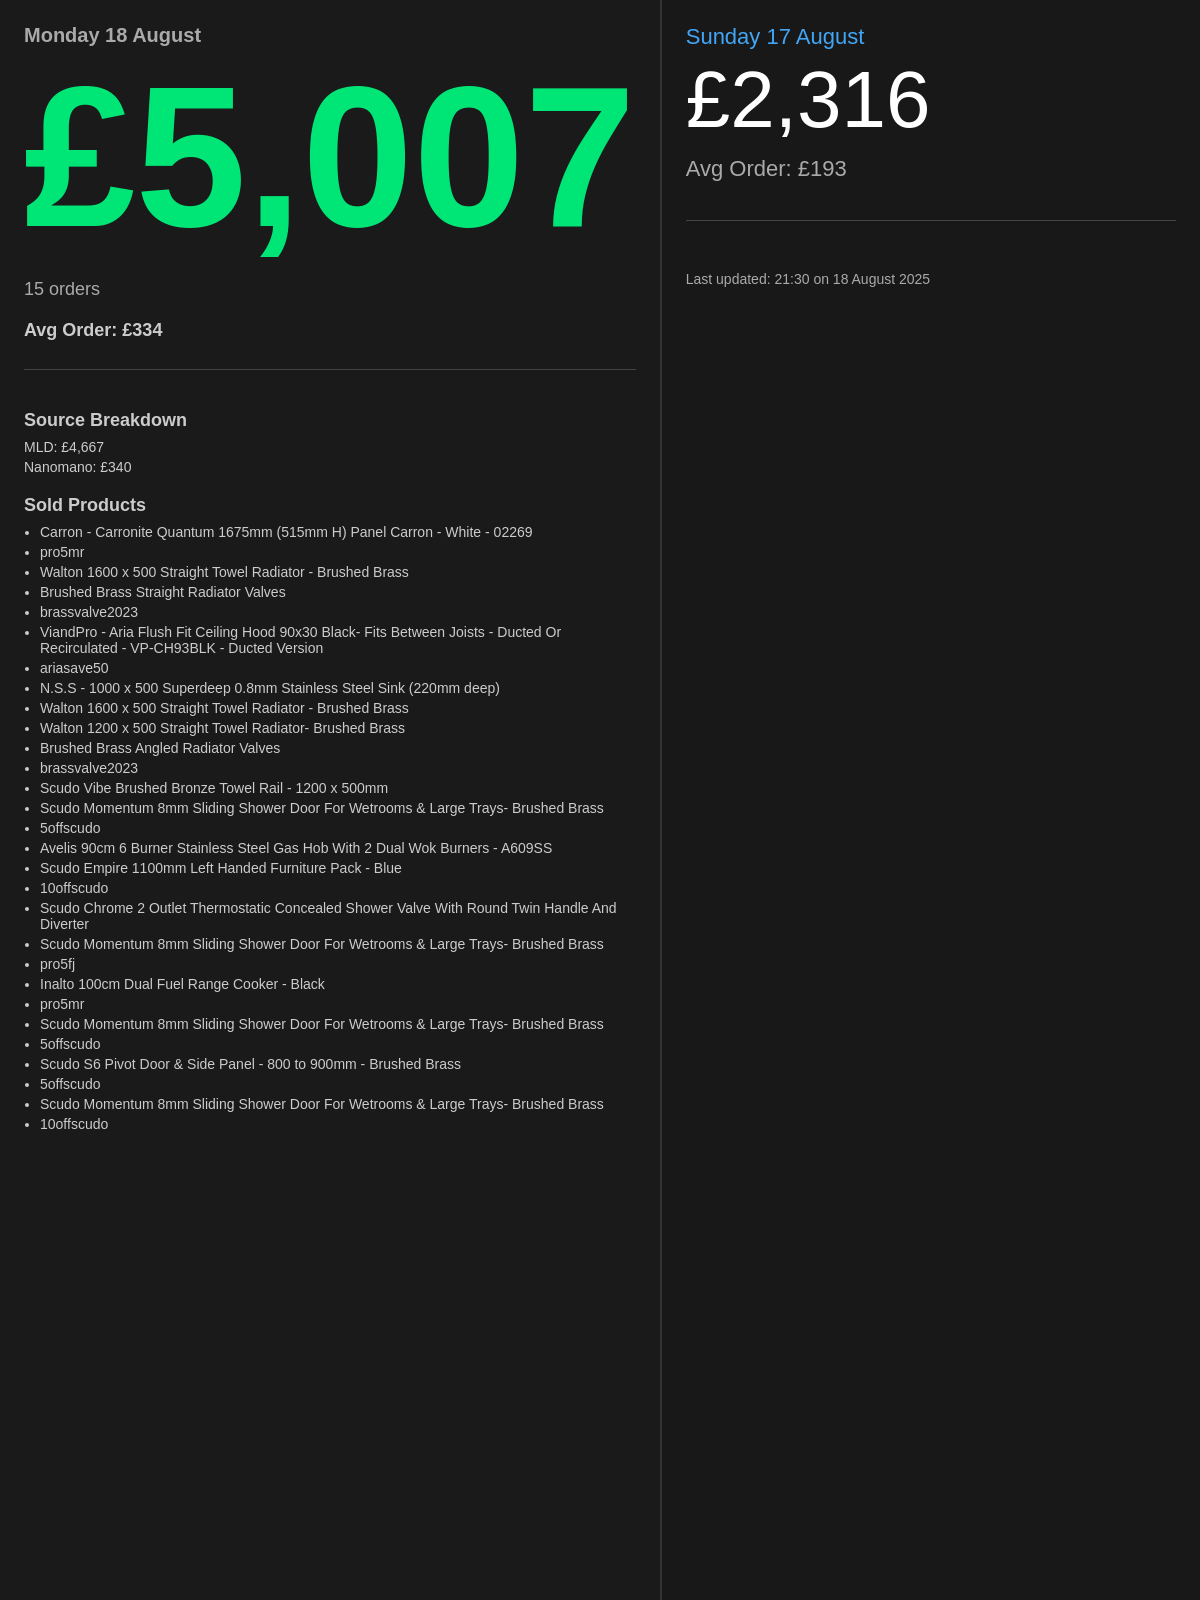 Monday 18 August
£5,007
15 orders
Avg Order: £334
Source Breakdown
MLD: £4,667
Nanomano: £340
Sold Products
• Carron - Carronite Quantum 1675mm (515mm H) Panel Carron - White - 02269
• pro5mr
• Walton 1600 x 500 Straight Towel Radiator - Brushed Brass
• Brushed Brass Straight Radiator Valves
• brassvalve2023
• ViandPro - Aria Flush Fit Ceiling Hood 90x30 Black- Fits Between Joists - Ducted Or
Recirculated - VP-CH93BLK - Ducted Version
• ariasave50
• N.S.S - 1000 x 500 Superdeep 0.8mm Stainless Steel Sink (220mm deep)
• Walton 1600 x 500 Straight Towel Radiator - Brushed Brass
• Walton 1200 x 500 Straight Towel Radiator- Brushed Brass
• Brushed Brass Angled Radiator Valves
• brassvalve2023
• Scudo Vibe Brushed Bronze Towel Rail - 1200 x 500mm
• Scudo Momentum 8mm Sliding Shower Door For Wetrooms & Large Trays- Brushed Brass
• 5offscudo
• Avelis 90cm 6 Burner Stainless Steel Gas Hob With 2 Dual Wok Burners - A609SS
• Scudo Empire 1100mm Left Handed Furniture Pack - Blue
• 10offscudo
• Scudo Chrome 2 Outlet Thermostatic Concealed Shower Valve With Round Twin Handle And
Diverter
• Scudo Momentum 8mm Sliding Shower Door For Wetrooms & Large Trays- Brushed Brass
• pro5fj
• Inalto 100cm Dual Fuel Range Cooker - Black
• pro5mr
• Scudo Momentum 8mm Sliding Shower Door For Wetrooms & Large Trays- Brushed Brass
• 5offscudo
• Scudo S6 Pivot Door & Side Panel - 800 to 900mm - Brushed Brass
• 5offscudo
• Scudo Momentum 8mm Sliding Shower Door For Wetrooms & Large Trays- Brushed Brass
• 10offscudo
Sunday 17 August
£2,316
Avg Order: £193
Last updated: 21:30 on 18 August 2025